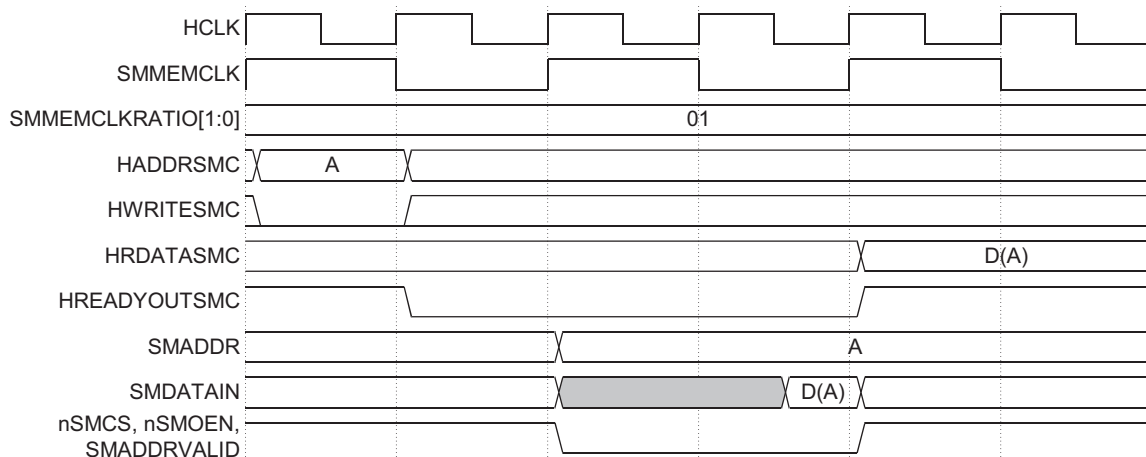 HCLK
SMMEMCLK
SMMEMCLKRATIO[1:0] 01
HADDRSMC A
HWRITESMC
HRDATASMC D(A)
HREADYOUTSMC
SMADDR A
SMDATAIN D(A)
nSMCS, nSMOEN,
SMADDRVALID